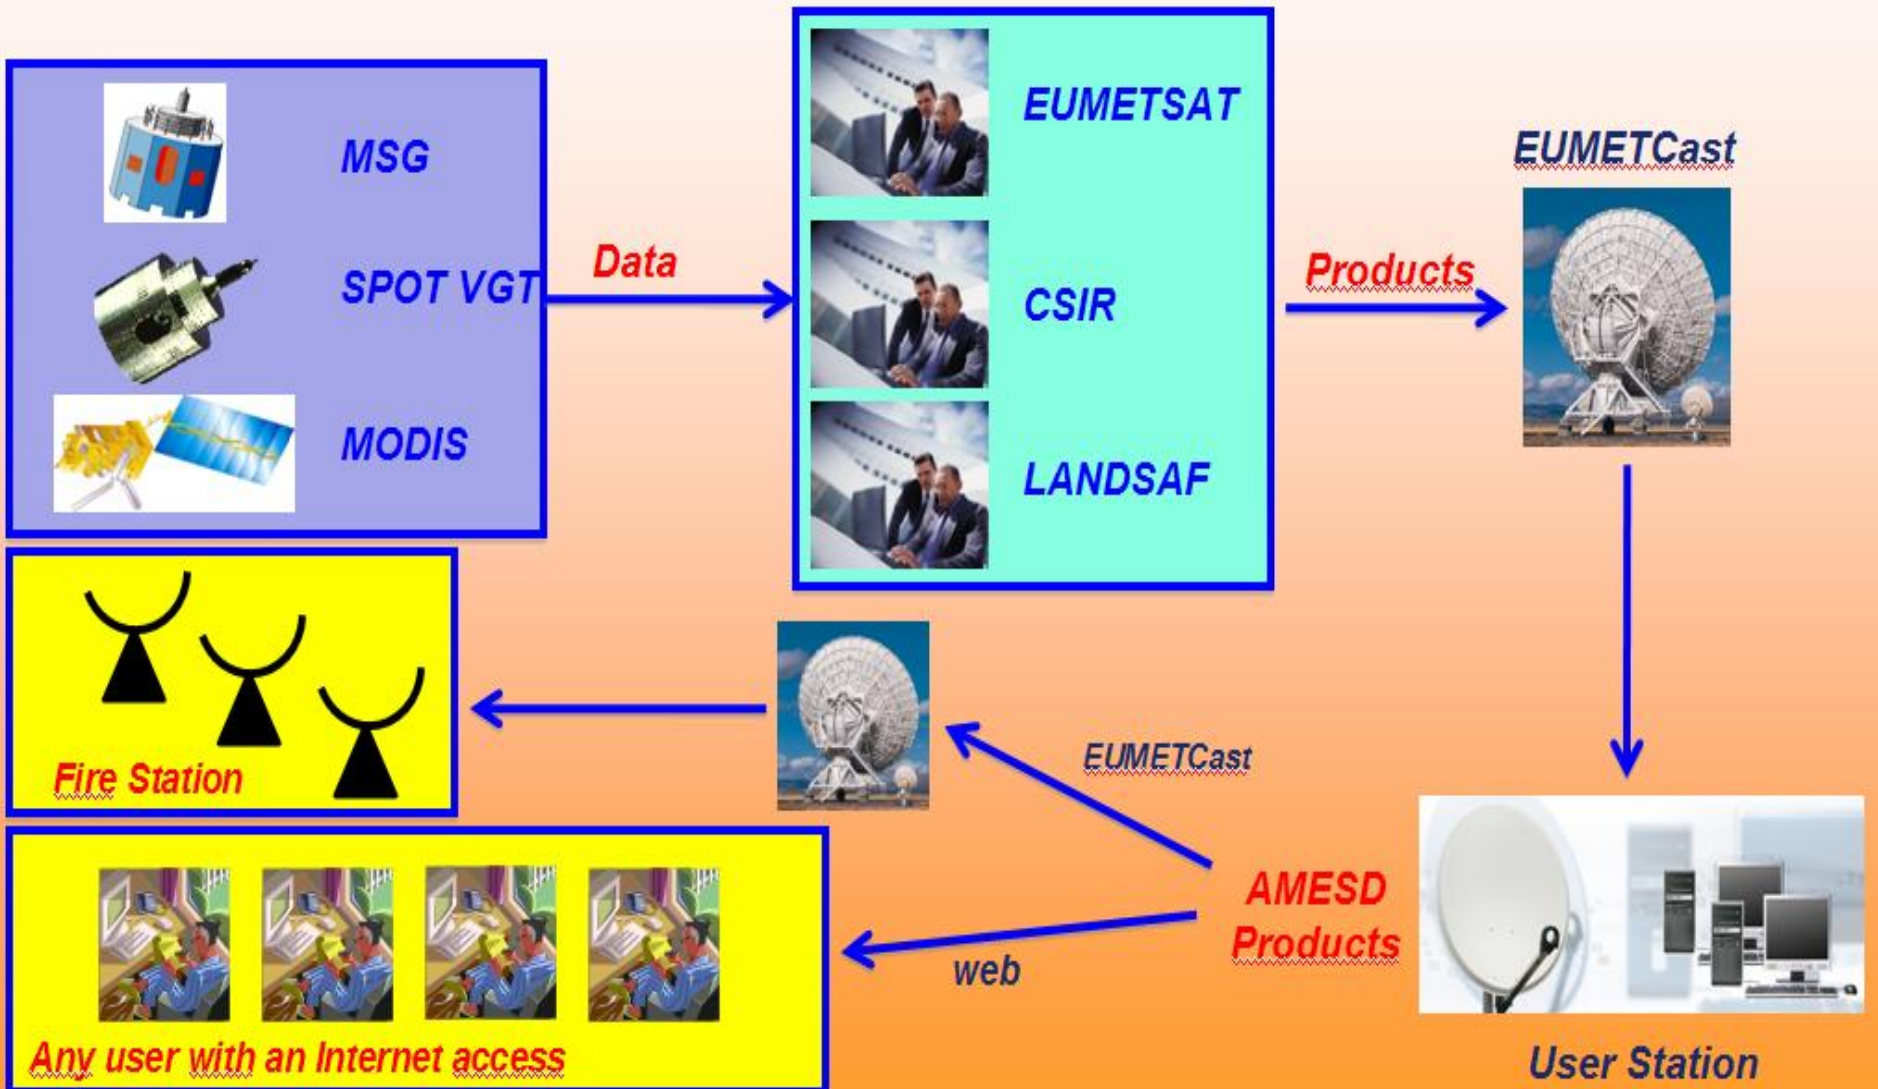 MSG
SPOT VGT
MODIS
Data
EUMETSAT
CSIR
LANDSAF
Products
EUMETCast
Fire Station
EUMETCast
AMESD
Products
web
Any user with an Internet access
User Station